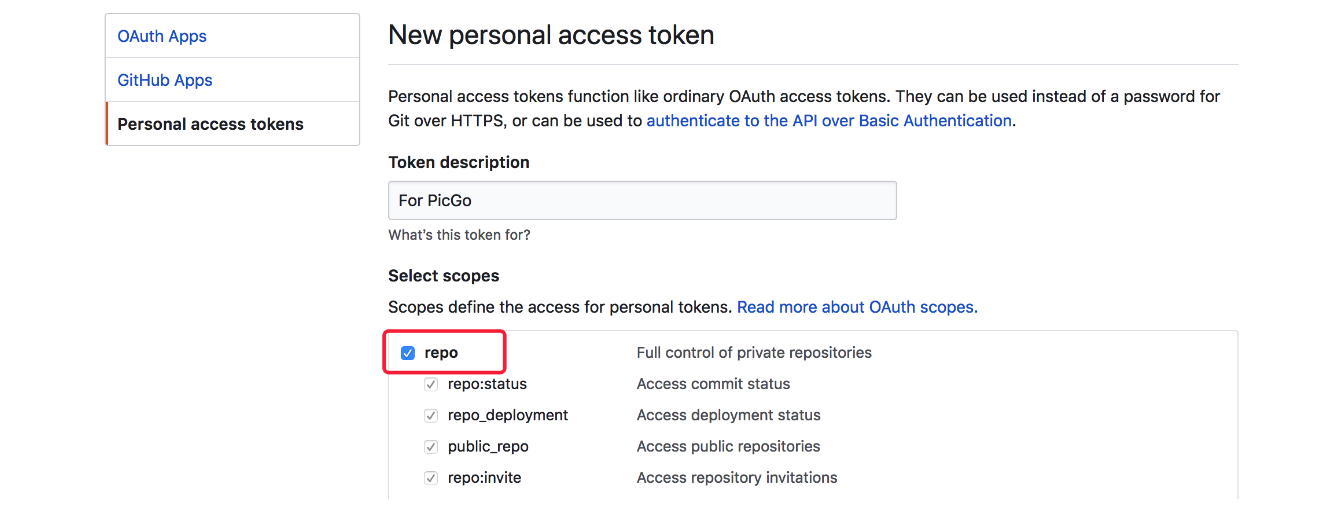 OAuth Apps
GitHub Apps
Personal access tokens
New personal access token
Personal access tokens function like ordinary OAuth access tokens. They can be used instead of a password for
Git over HTTPS, or can be used to authenticate to the API over Basic Authentication.
Token description
For PicGo
What's this token for?
Select scopes
Scopes define the access for personal tokens. Read more about OAuth scopes.
repo Full control of private repositories
repo:status Access commit status
repo_deployment Access deployment status
public_repo Access public repositories
repo:invite Access repository invitations